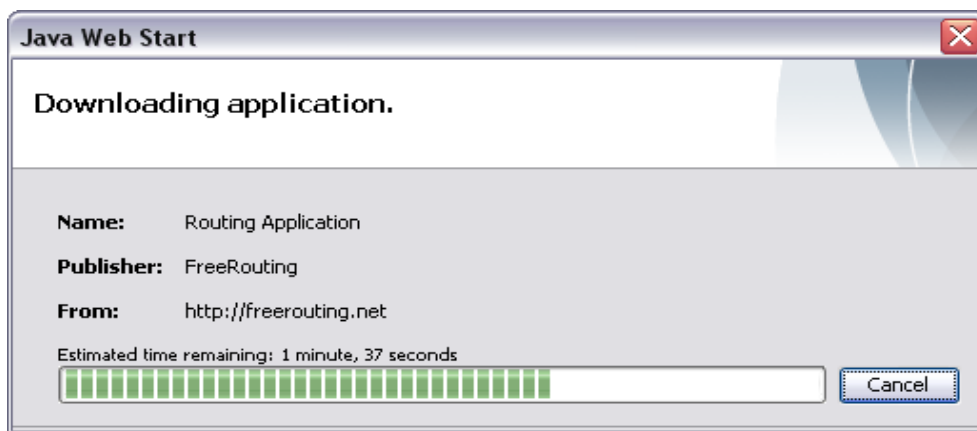 Java Web Start
Downloading application.
Name: Routing Application
Publisher: FreeRouting
From: http://freerouting.net
Estimated time remaining: 1 minute, 37 seconds
Cancel